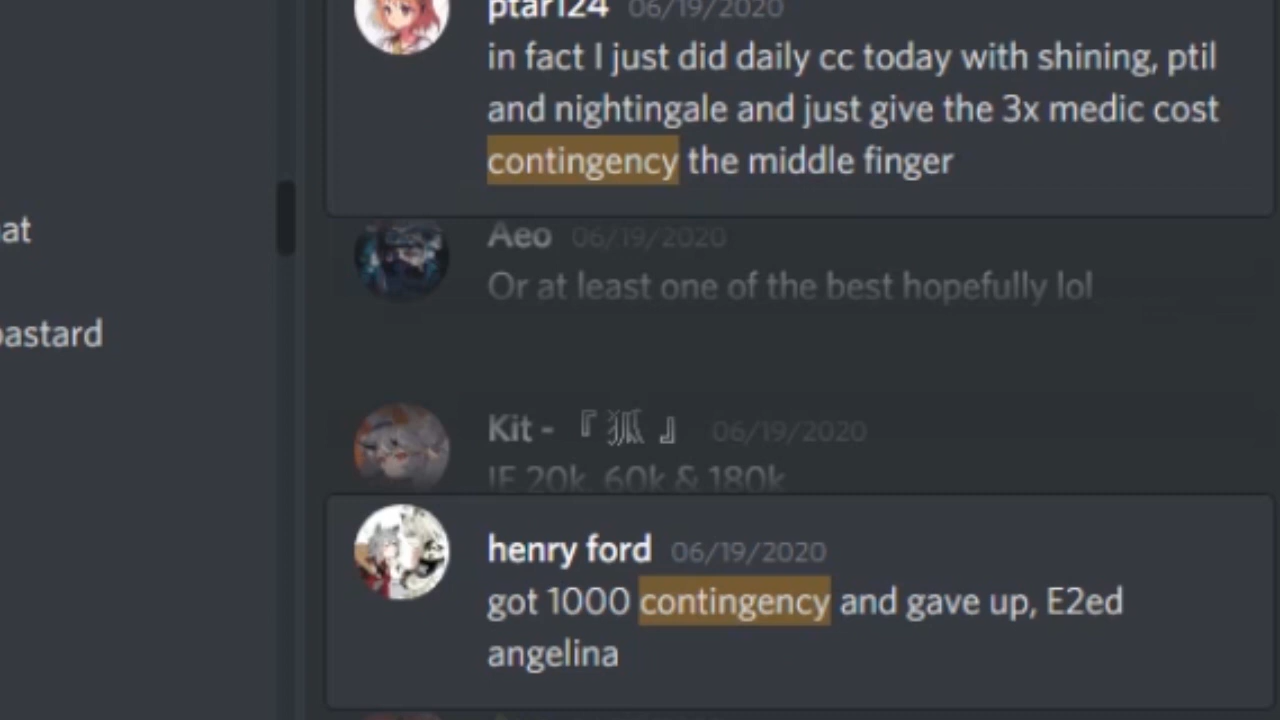 ptar124 06/19/2020
in fact I just did daily cc today with shining, ptil
and nightingale and just give the 3x medic cost
contingency the middle finger
at
Aeo 06/19/2020
Or at least one of the best hopefully lol
bastard
Kit - 『 狐 』 06/19/2020
IF 20k 60k & 180k
henry ford 06/19/2020
got 1000 contingency and gave up, E2ed
angelina